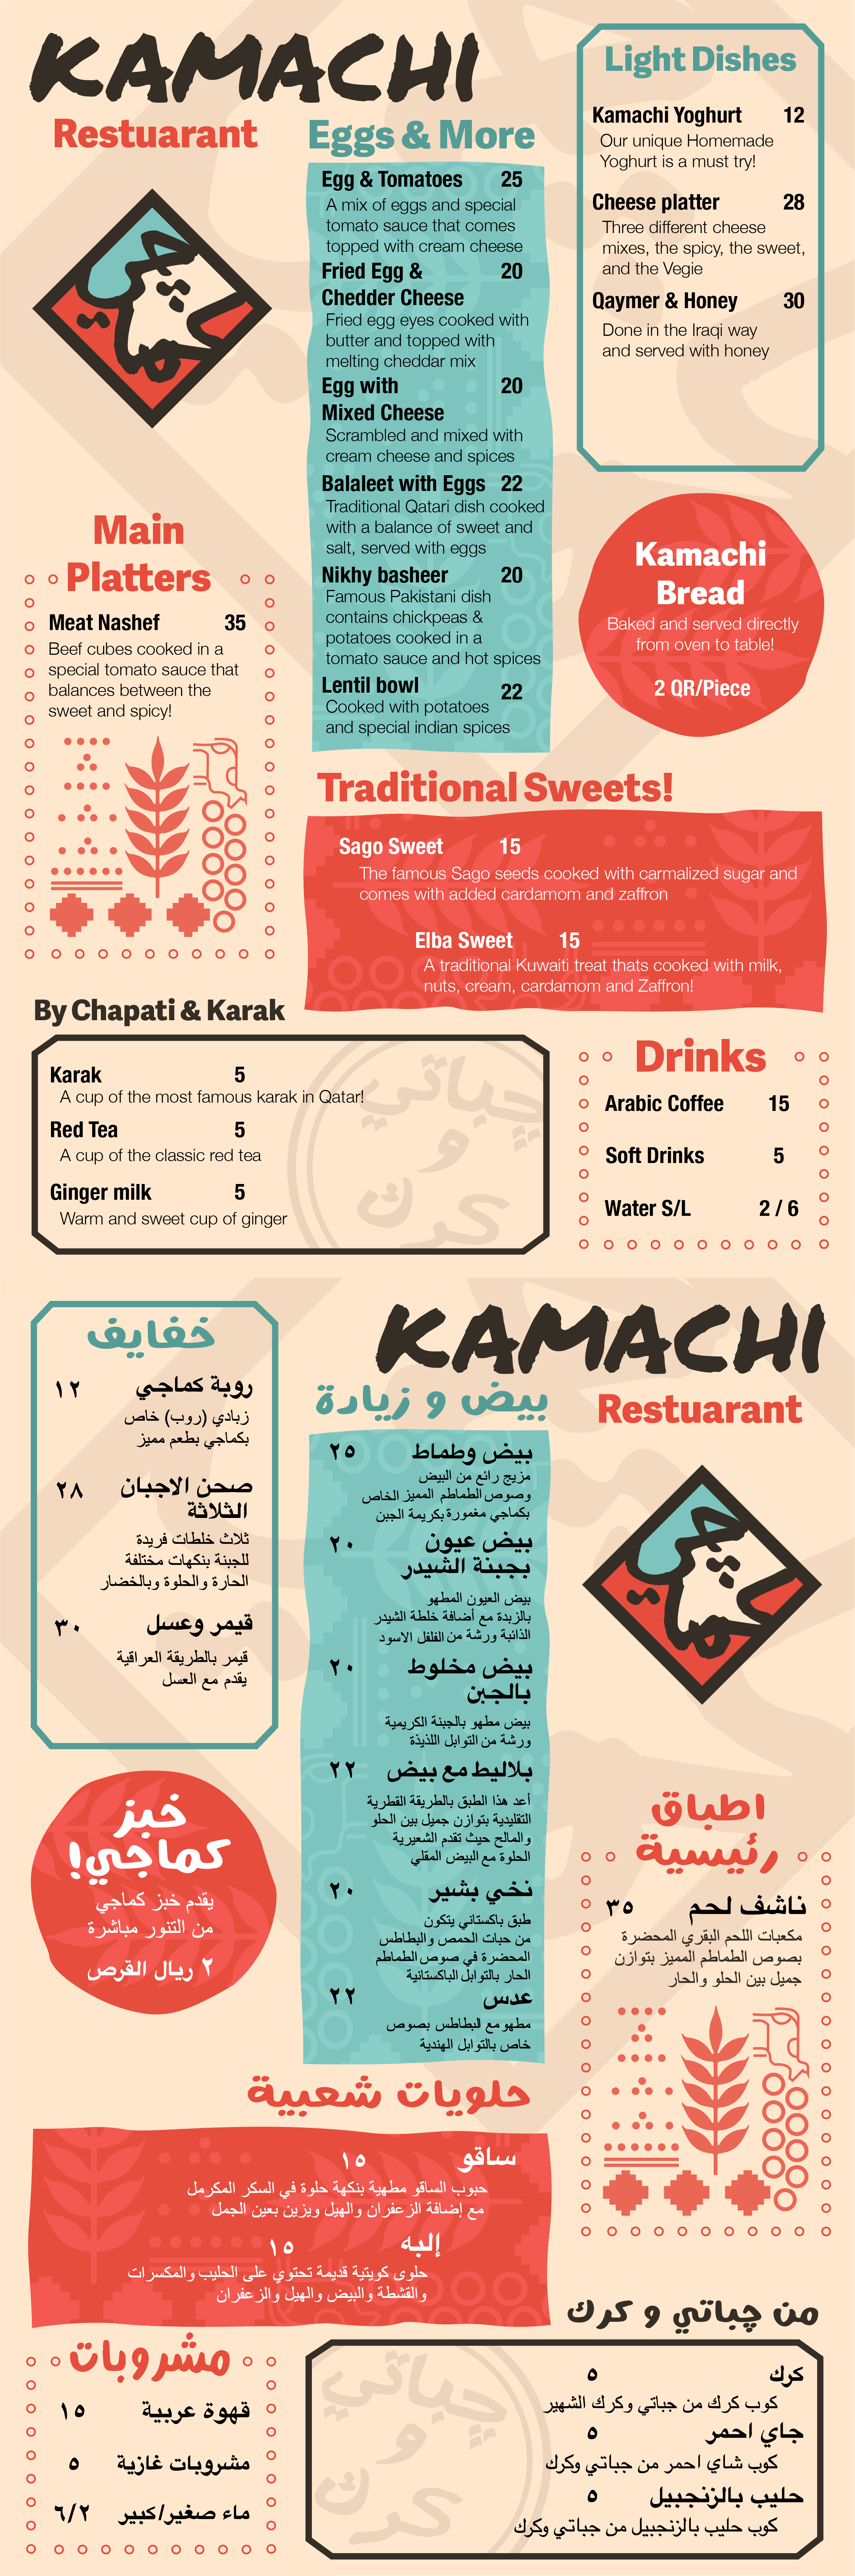 KAMACHI
Restuarant
Light Dishes
Kamachi Yoghurt 12
Our unique Homemade
Yoghurt is a must try!
Cheese platter 28
Three different cheese
mixes, the spicy, the sweet,
and the Vegie
Qaymer & Honey 30
Done in the Iraqi way
and served with honey
Eggs & More
Egg & Tomatoes 25
A mix of eggs and special
tomato sauce that comes
topped with cream cheese
Fried Egg & 20
Chedder Cheese
Fried egg eyes cooked with
butter and topped with
melting cheddar mix
Egg with 20
Mixed Cheese
Scrambled and mixed with
cream cheese and spices
Balaleet with Eggs 22
Traditional Qatari dish cooked
with a balance of sweet and
salt, served with eggs
Nikhy basheer 20
Famous Pakistani dish
contains chickpeas &
potatoes cooked in a
tomato sauce and hot spices
Lentil bowl 22
Cooked with potatoes
and special indian spices
Main
Platters
Meat Nashef 35
Beef cubes cooked in a
special tomato sauce that
balances between the
sweet and spicy!
Kamachi
Bread
Baked and served directly
from oven to table!
2 QR/Piece
Traditional Sweets!
Sago Sweet 15
The famous Sago seeds cooked with carmalized sugar and
comes with added cardamom and zaffron
Elba Sweet 15
A traditional Kuwaiti treat thats cooked with milk,
nuts, cream, cardamom and Zaffron!
By Chapati & Karak
Karak 5
A cup of the most famous karak in Qatar!
Red Tea 5
A cup of the classic red tea
Ginger milk 5
Warm and sweet cup of ginger
چباتي
و
كرك
Drinks
Arabic Coffee 15
Soft Drinks 5
Water S/L 2 / 6
KAMACHI
Restuarant
خفايف
روبة كماجي ١٢
زبادي (روب) خاص
بكماجي بطعم مميز
صحن الاجبان ٢٨
الثلاثة
ثلاث خلطات فريدة
للجبنة بنكهات مختلفة
الحارة والحلوة وبالخضار
قيمر وعسل ٣٠
قيمر بالطريقة العراقية
يقدم مع العسل
بيض و زيادة
بيض وطماط ٢٥
مزيج رائع من البيض
وصوص الطماطم المميز الخاص
بكماجي مغمورة بكريمة الجبن
بيض عيون ٢٠
بجبنة الشيدر
بيض العيون المطهو
بالزبدة مع أضافة خلطة الشيدر
الذائبة ورشة من الفلفل الاسود
بيض مخلوط ٢٠
بالجبن
بيض مطهو بالجبنة الكريمية
ورشة من التوابل اللذيذة
بلاليط مع بيض ٢٢
أعد هذا الطبق بالطريقة القطرية
التقليدية بتوازن جميل بين الحلو
والمالح حيث تقدم الشعيرية
الحلوة مع البيض المقلي
نخي بشير ٢٠
طبق باكستاني يتكون
من حبات الحمص والبطاطس
المحضرة في صوص الطماطم
الحار بالتوابل الباكستانية
عدس ٢٢
مطهو مع البطاطس بصوص
خاص بالتوابل الهندية
خبز
كماجي!
يقدم خبز كماجي
من التنور مباشرة
٢ ريال القرص
اطباق
رئيسية
ناشف لحم ٣٥
مكعبات اللحم البقري المحضرة
بصوص الطماطم المميز بتوازن
جميل بين الحلو والحار
حلويات شعبية
ساقو ١٥
حبوب الساقو مطهية بنكهة حلوة في السكر المكرمل
مع إضافة الزعفران والهيل ويزين بعين الجمل
إلبه ١٥
حلوى كويتية قديمة تحتوي على الحليب والمكسرات
والقشطة والبيض والهيل والزعفران
من چباتي و كرك
كرك ٥
كوب كرك من جباتي وكرك الشهير
جاي احمر ٥
كوب شاي احمر من جباتي وكرك
حليب بالزنجبيل ٥
كوب حليب بالزنجبيل من جباتي وكرك
چباتي
و
كرك
مشروبات
قهوة عربية ١٥
مشروبات غازية ٥
ماء صغير/كبير ٦/٢